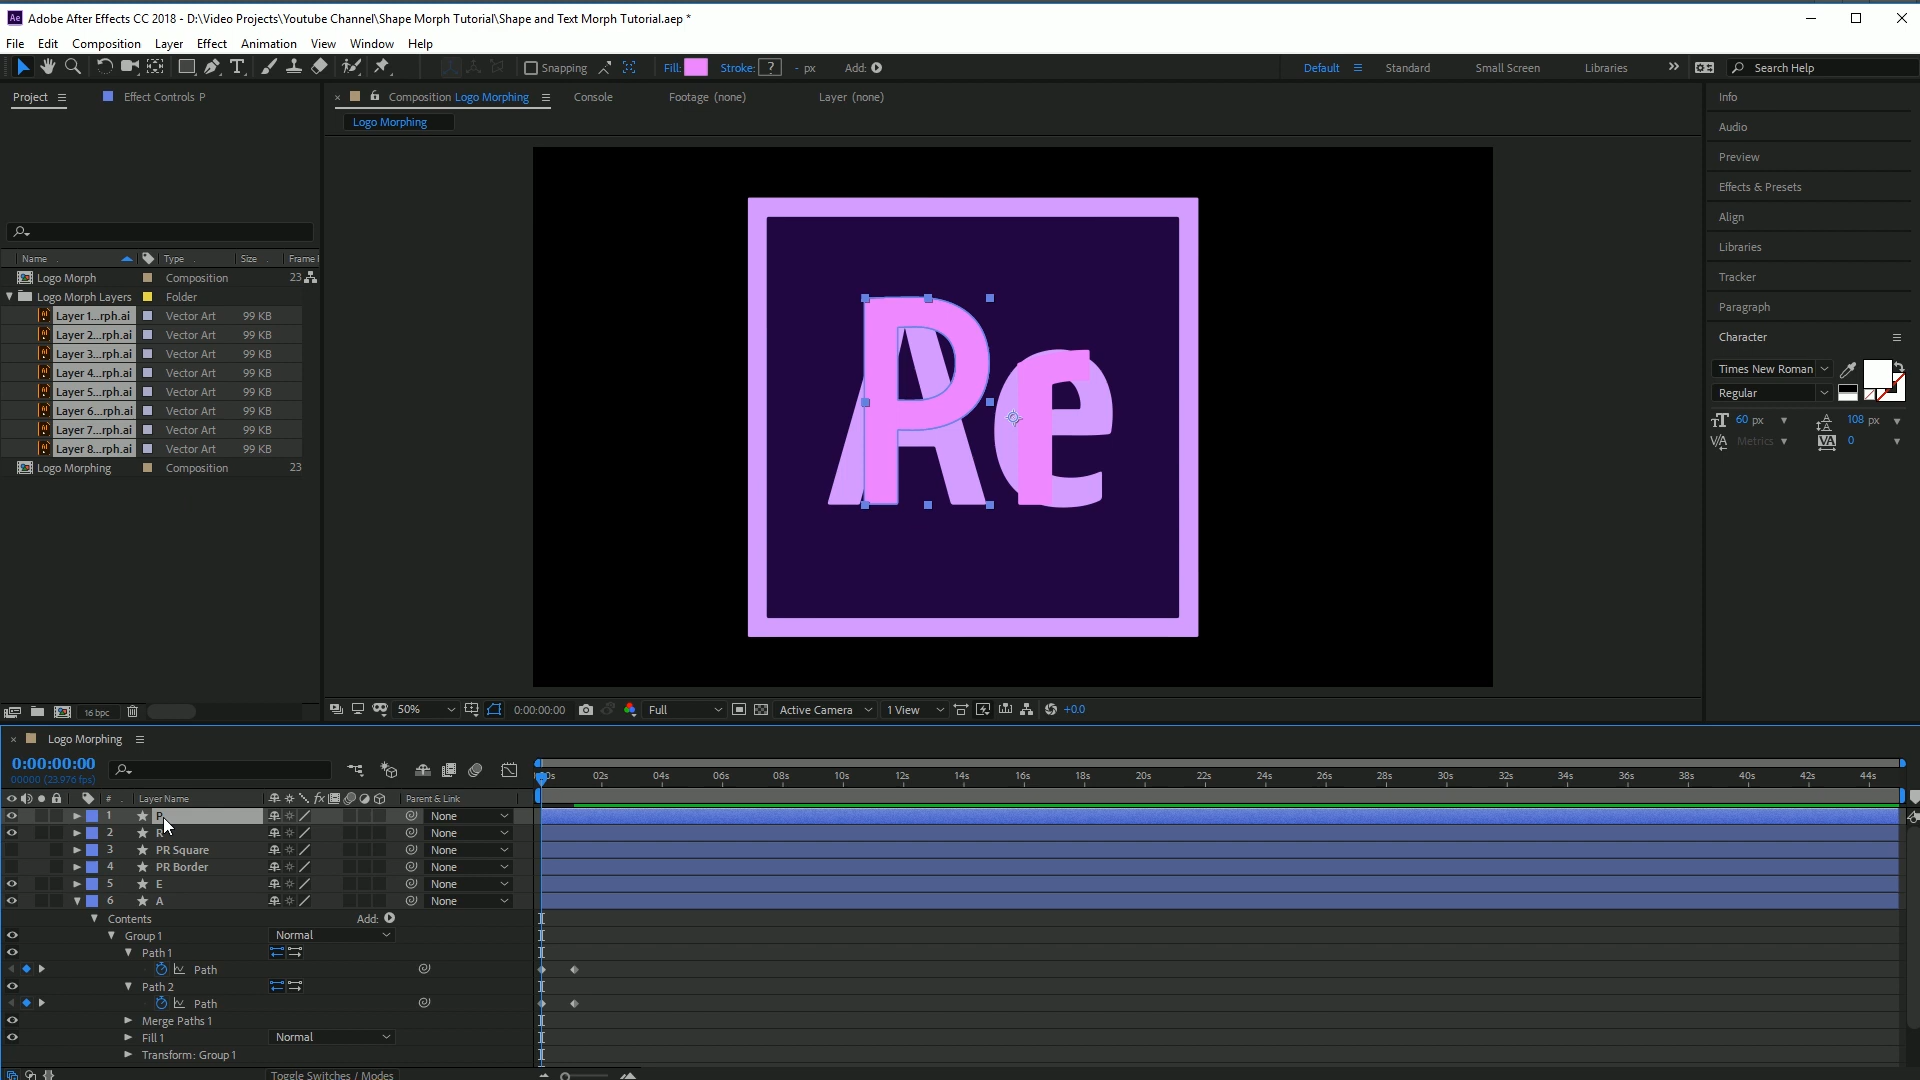 Adobe After Effects CC 2018 - D:\Video Projects\Youtube Channel\Shape Morph Tutorial\Shape and Text Morph Tutorial.aep *
File Edit Composition Layer Effect Animation View Window Help
Snapping Fill: Stroke: ? - px Add: Default Standard Small Screen Libraries » Search Help
Project Effect Controls P × Composition Logo Morphing Console Footage (none) Layer (none)
Logo Morphing
Info
Audio
Preview
Effects & Presets
Align
Libraries
Tracker
Paragraph
Character
Times New Roman
Regular
60 px 108 px
Metrics 0
Name Type Size Frame
Logo Morph Composition 23
Logo Morph Layers Folder
Layer 1...rph.ai Vector Art 99 KB
Layer 2...rph.ai Vector Art 99 KB
Layer 3...rph.ai Vector Art 99 KB
Layer 4...rph.ai Vector Art 99 KB
Layer 5...rph.ai Vector Art 99 KB
Layer 6...rph.ai Vector Art 99 KB
Layer 7...rph.ai Vector Art 99 KB
Layer 8...rph.ai Vector Art 99 KB
Logo Morphing Composition 23
Ae
Pr
16 bpc 50% 0:00:00:00 Full Active Camera 1 View +0.0
× Logo Morphing
0:00:00:00
00000 (23.976 fps)
02s 04s 06s 08s 10s 12s 14s 16s 18s 20s 22s 24s 26s 28s 30s 32s 34s 36s 38s 40s 42s 44s
# Layer Name fx Parent & Link
1 P None
2 R None
3 PR Square None
4 PR Border None
5 E None
6 A None
Contents Add:
Group 1 Normal
Path 1
Path
Path 2
Path
Merge Paths 1
Fill 1 Normal
Transform: Group 1
Toggle Switches / Modes